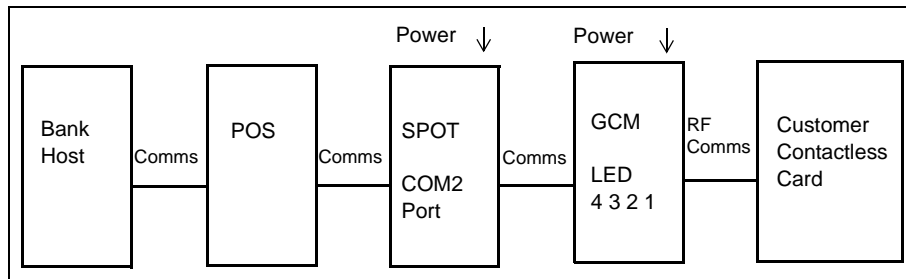 Power
Power
Bank
Host
Comms
POS
Comms
SPOT
COM2
Port
Comms
GCM
LED
4 3 2 1
RF
Comms
Customer
Contactless
Card